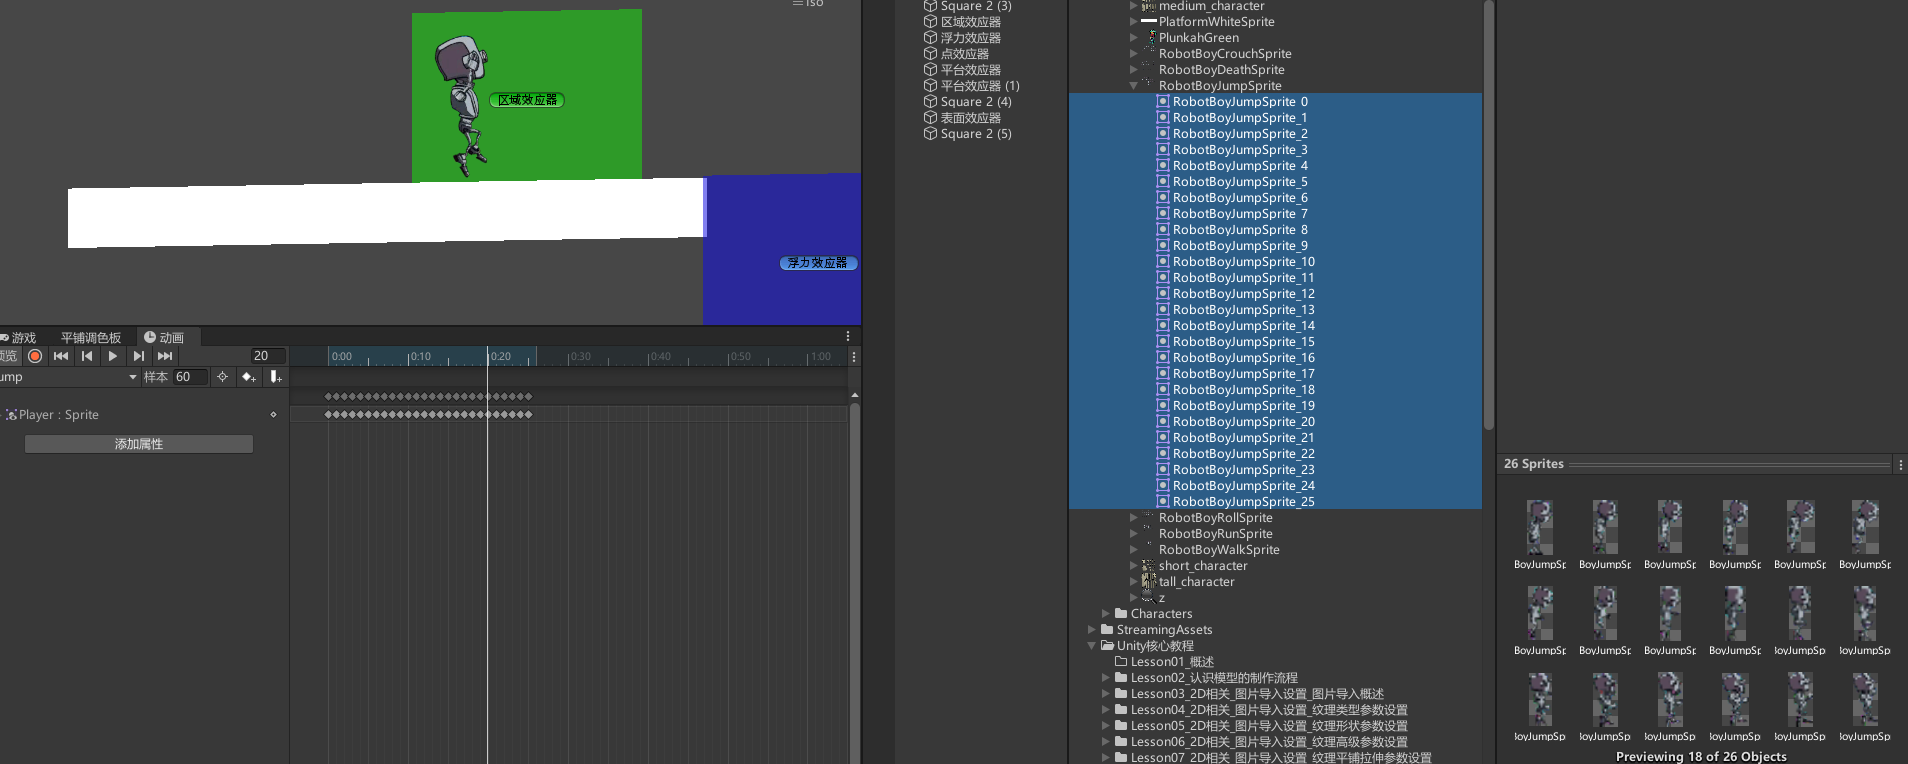 Iso
区域效应器
浮力效应器
游戏
平铺调色板
动画
预览
20
0:00
0:10
0:20
0:30
0:40
0:50
1:00
ump
样本
60
Player : Sprite
添加属性
Square 2 (3)
区域效应器
浮力效应器
点效应器
平台效应器
平台效应器 (1)
Square 2 (4)
表面效应器
Square 2 (5)
medium_character
PlatformWhiteSprite
PlunkahGreen
RobotBoyCrouchSprite
RobotBoyDeathSprite
RobotBoyJumpSprite
RobotBoyJumpSprite_0
RobotBoyJumpSprite_1
RobotBoyJumpSprite_2
RobotBoyJumpSprite_3
RobotBoyJumpSprite_4
RobotBoyJumpSprite_5
RobotBoyJumpSprite_6
RobotBoyJumpSprite_7
RobotBoyJumpSprite_8
RobotBoyJumpSprite_9
RobotBoyJumpSprite_10
RobotBoyJumpSprite_11
RobotBoyJumpSprite_12
RobotBoyJumpSprite_13
RobotBoyJumpSprite_14
RobotBoyJumpSprite_15
RobotBoyJumpSprite_16
RobotBoyJumpSprite_17
RobotBoyJumpSprite_18
RobotBoyJumpSprite_19
RobotBoyJumpSprite_20
RobotBoyJumpSprite_21
RobotBoyJumpSprite_22
RobotBoyJumpSprite_23
RobotBoyJumpSprite_24
RobotBoyJumpSprite_25
RobotBoyRollSprite
RobotBoyRunSprite
RobotBoyWalkSprite
short_character
tall_character
z
Characters
StreamingAssets
Unity核心教程
Lesson01_概述
Lesson02_认识模型的制作流程
Lesson03_2D相关_图片导入设置_图片导入概述
Lesson04_2D相关_图片导入设置_纹理类型参数设置
Lesson05_2D相关_图片导入设置_纹理形状参数设置
Lesson06_2D相关_图片导入设置_纹理高级参数设置
Lesson07_2D相关_图片导入设置_纹理平铺拉伸参数设置
26 Sprites
BoyJumpSp BoyJumpSp BoyJumpSp BoyJumpSp BoyJumpSp BoyJumpSp
BoyJumpSp BoyJumpSp BoyJumpSp BoyJumpSp BoyJumpSp BoyJumpSp
BoyJumpSp BoyJumpSp BoyJumpSp BoyJumpSp BoyJumpSp BoyJumpSp
Previewing 18 of 26 Objects